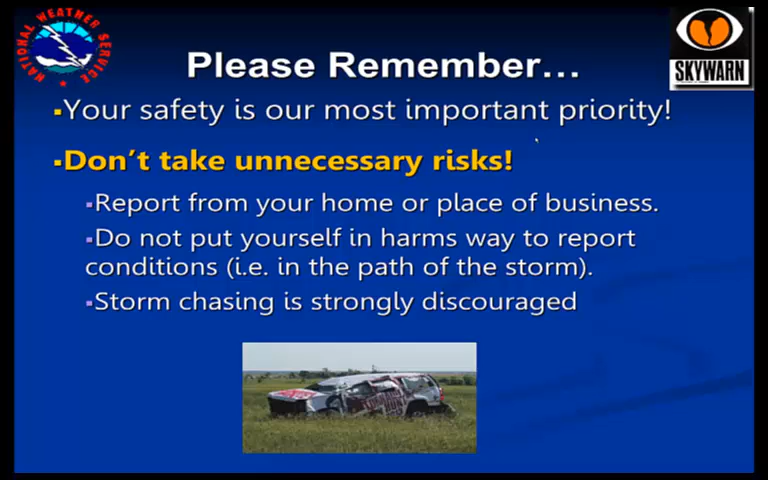 NATIONAL WEATHER SERVICE
SKYWARN
Please Remember...
Your safety is our most important priority!
Don't take unnecessary risks!
Report from your home or place of business.
Do not put yourself in harms way to report
conditions (i.e. in the path of the storm).
Storm chasing is strongly discouraged